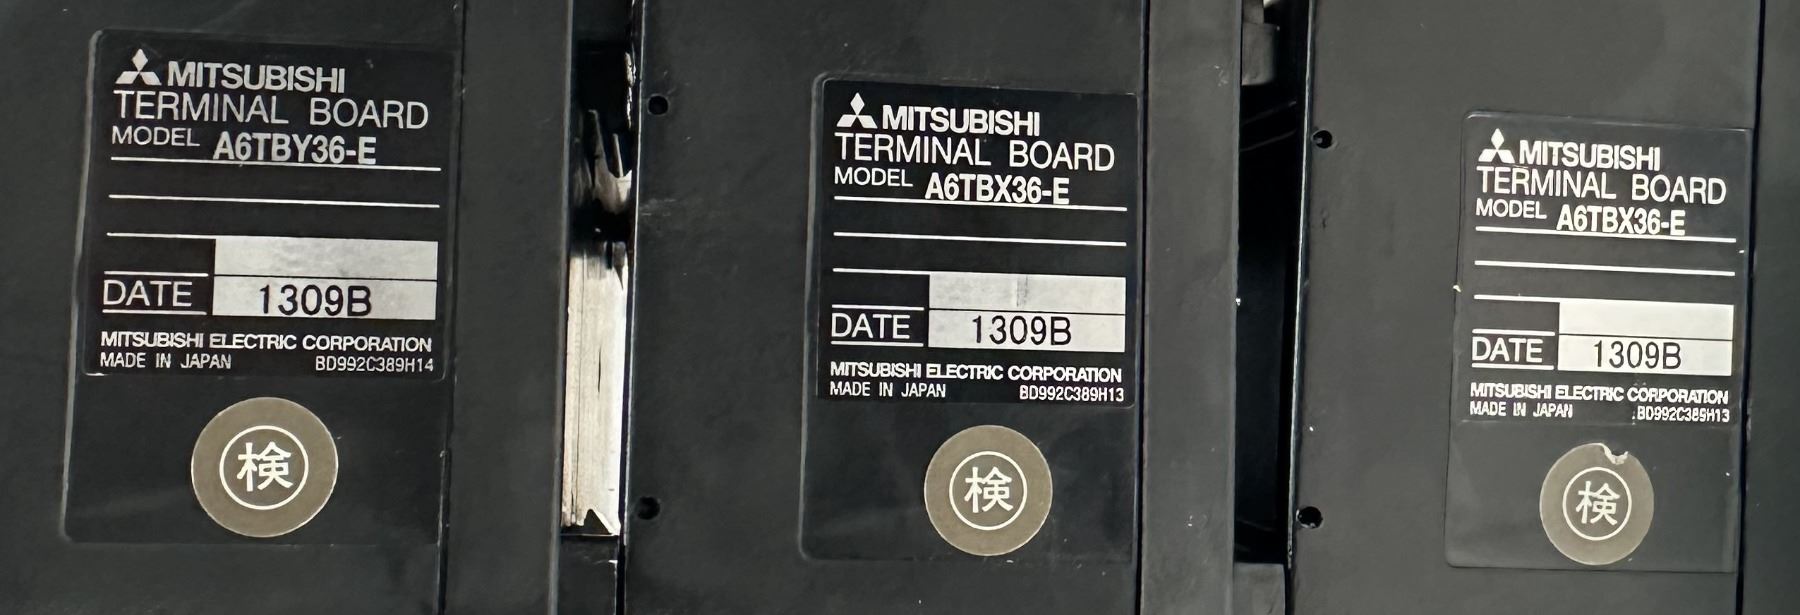 MITSUBISHI
TERMINAL BOARD
MODEL A6TBY36-E
DATE 1309B
MITSUBISHI ELECTRIC CORPORATION
MADE IN JAPAN BD992C389H14
検
MITSUBISHI
TERMINAL BOARD
MODEL A6TBX36-E
DATE 1309B
MITSUBISHI ELECTRIC CORPORATION
MADE IN JAPAN BD992C389H13
検
MITSUBISHI
TERMINAL BOARD
MODEL A6TBX36-E
DATE 1309B
MITSUBISHI ELECTRIC CORPORATION
MADE IN JAPAN BD992C389H13
検